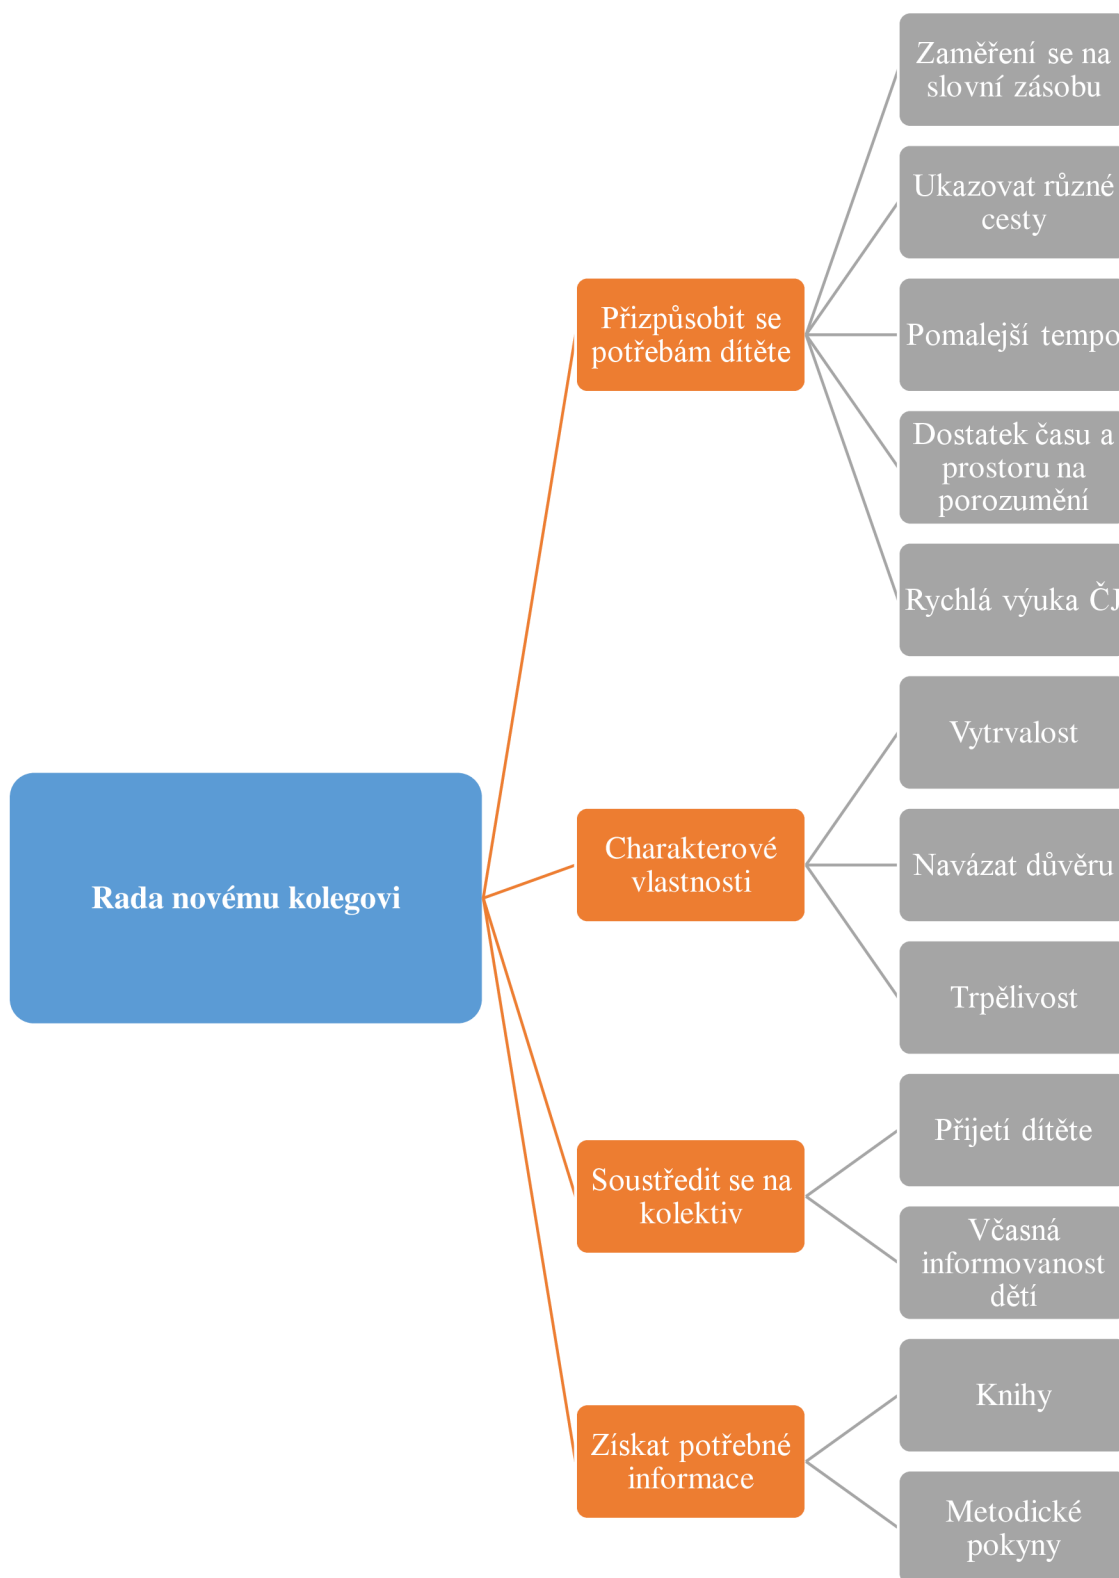 Rada novému kolegovi
Přizpůsobit se
potřebám dítěte
Zaměření se na
slovní zásobu
Ukazovat různé
cesty
Pomalejší tempo
Dostatek času a
prostoru na
porozumění
Rychlá výuka ČJ
Charakterové
vlastnosti
Vytrvalost
Navázat důvěru
Trpělivost
Soustředit se na
kolektiv
Přijetí dítěte
Včasná
informovanost
dětí
Získat potřebné
informace
Knihy
Metodické
pokyny